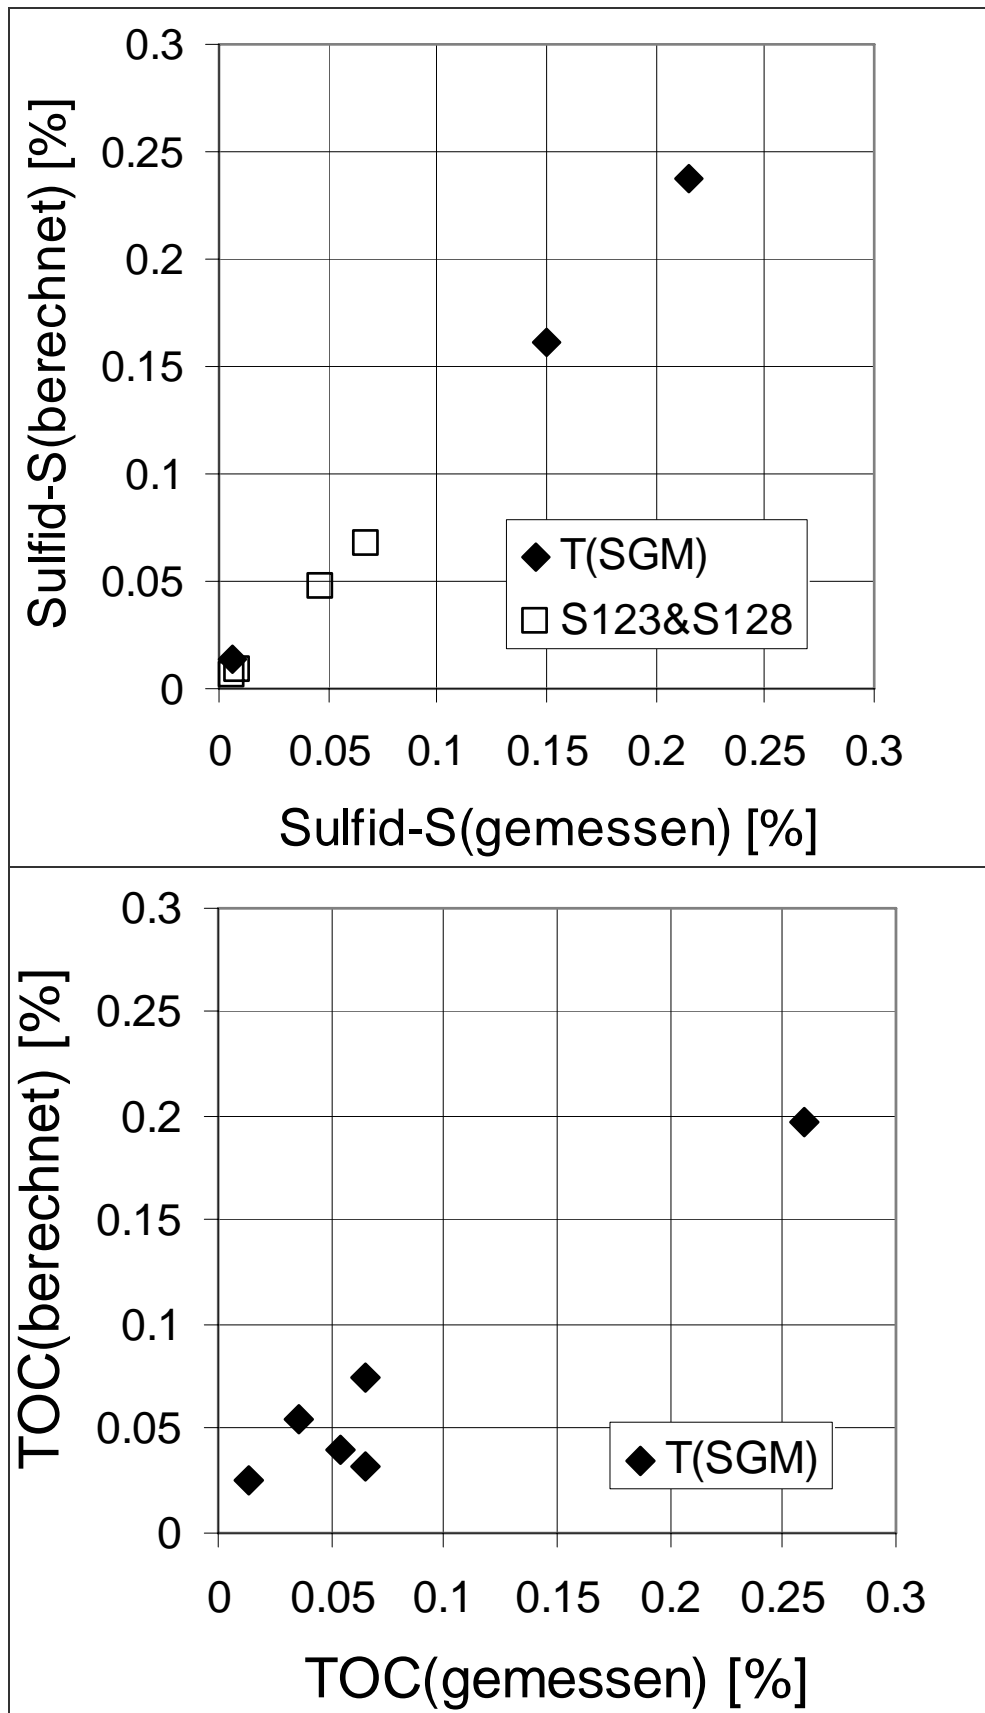 Sulfid-S(berechnet) [%]
0.3
0.25
0.2
0.15
0.1
0.05
0
T(SGM)
S123&S128
0 0.05 0.1 0.15 0.2 0.25 0.3
Sulfid-S(gemessen) [%]
TOC(berechnet) [%]
0.3
0.25
0.2
0.15
0.1
0.05
0
T(SGM)
0 0.05 0.1 0.15 0.2 0.25 0.3
TOC(gemessen) [%]